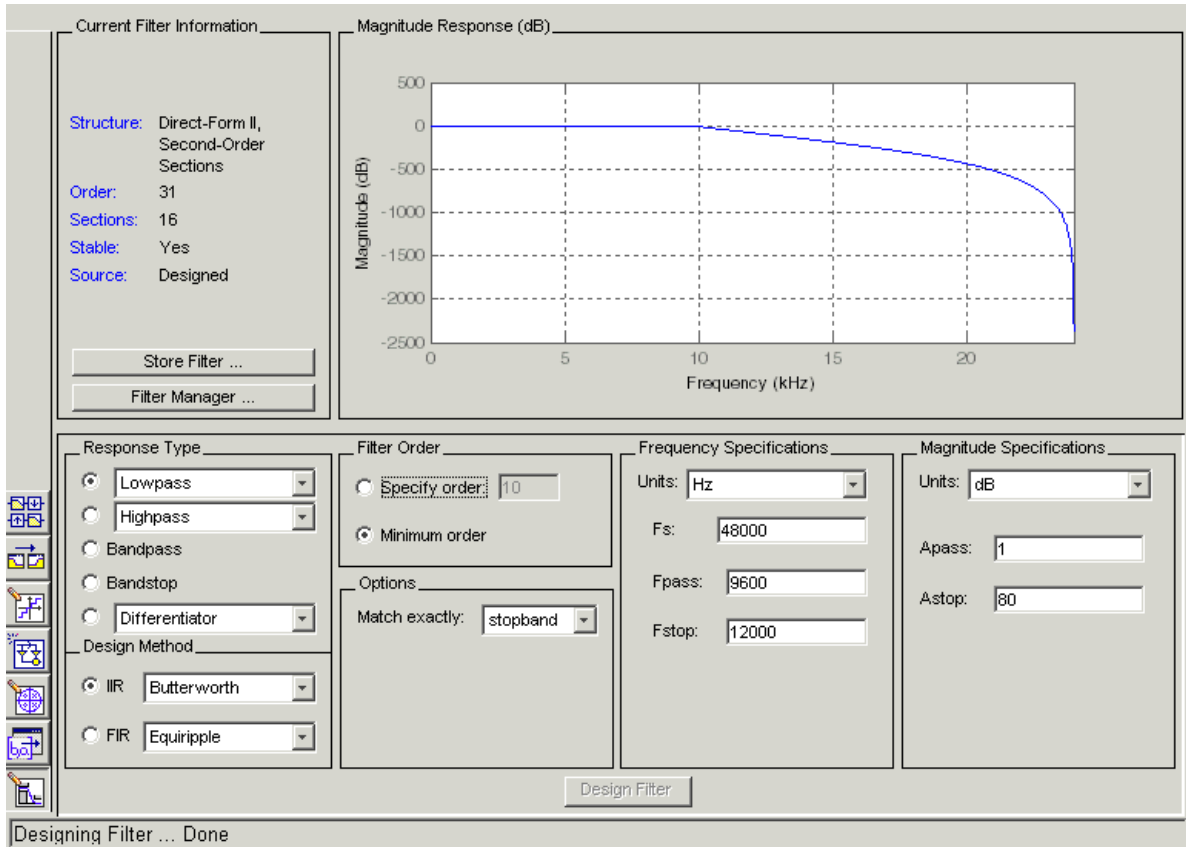 Current Filter Information
Structure: Direct-Form II,
Second-Order
Sections
Order: 31
Sections: 16
Stable: Yes
Source: Designed
Store Filter ...
Filter Manager ...
Magnitude Response (dB)
500
0
-500
-1000
-1500
-2000
-2500
Magnitude (dB)
0 5 10 15 20
Frequency (kHz)
Response Type
Lowpass
Highpass
Bandpass
Bandstop
Differentiator
Design Method
IIR Butterworth
FIR Equiripple
Filter Order
Specify order: 10
Minimum order
Options
Match exactly: stopband
Frequency Specifications
Units: Hz
Fs: 48000
Fpass: 9600
Fstop: 12000
Magnitude Specifications
Units: dB
Apass: 1
Astop: 80
Design Filter
[b,a]
Designing Filter ... Done